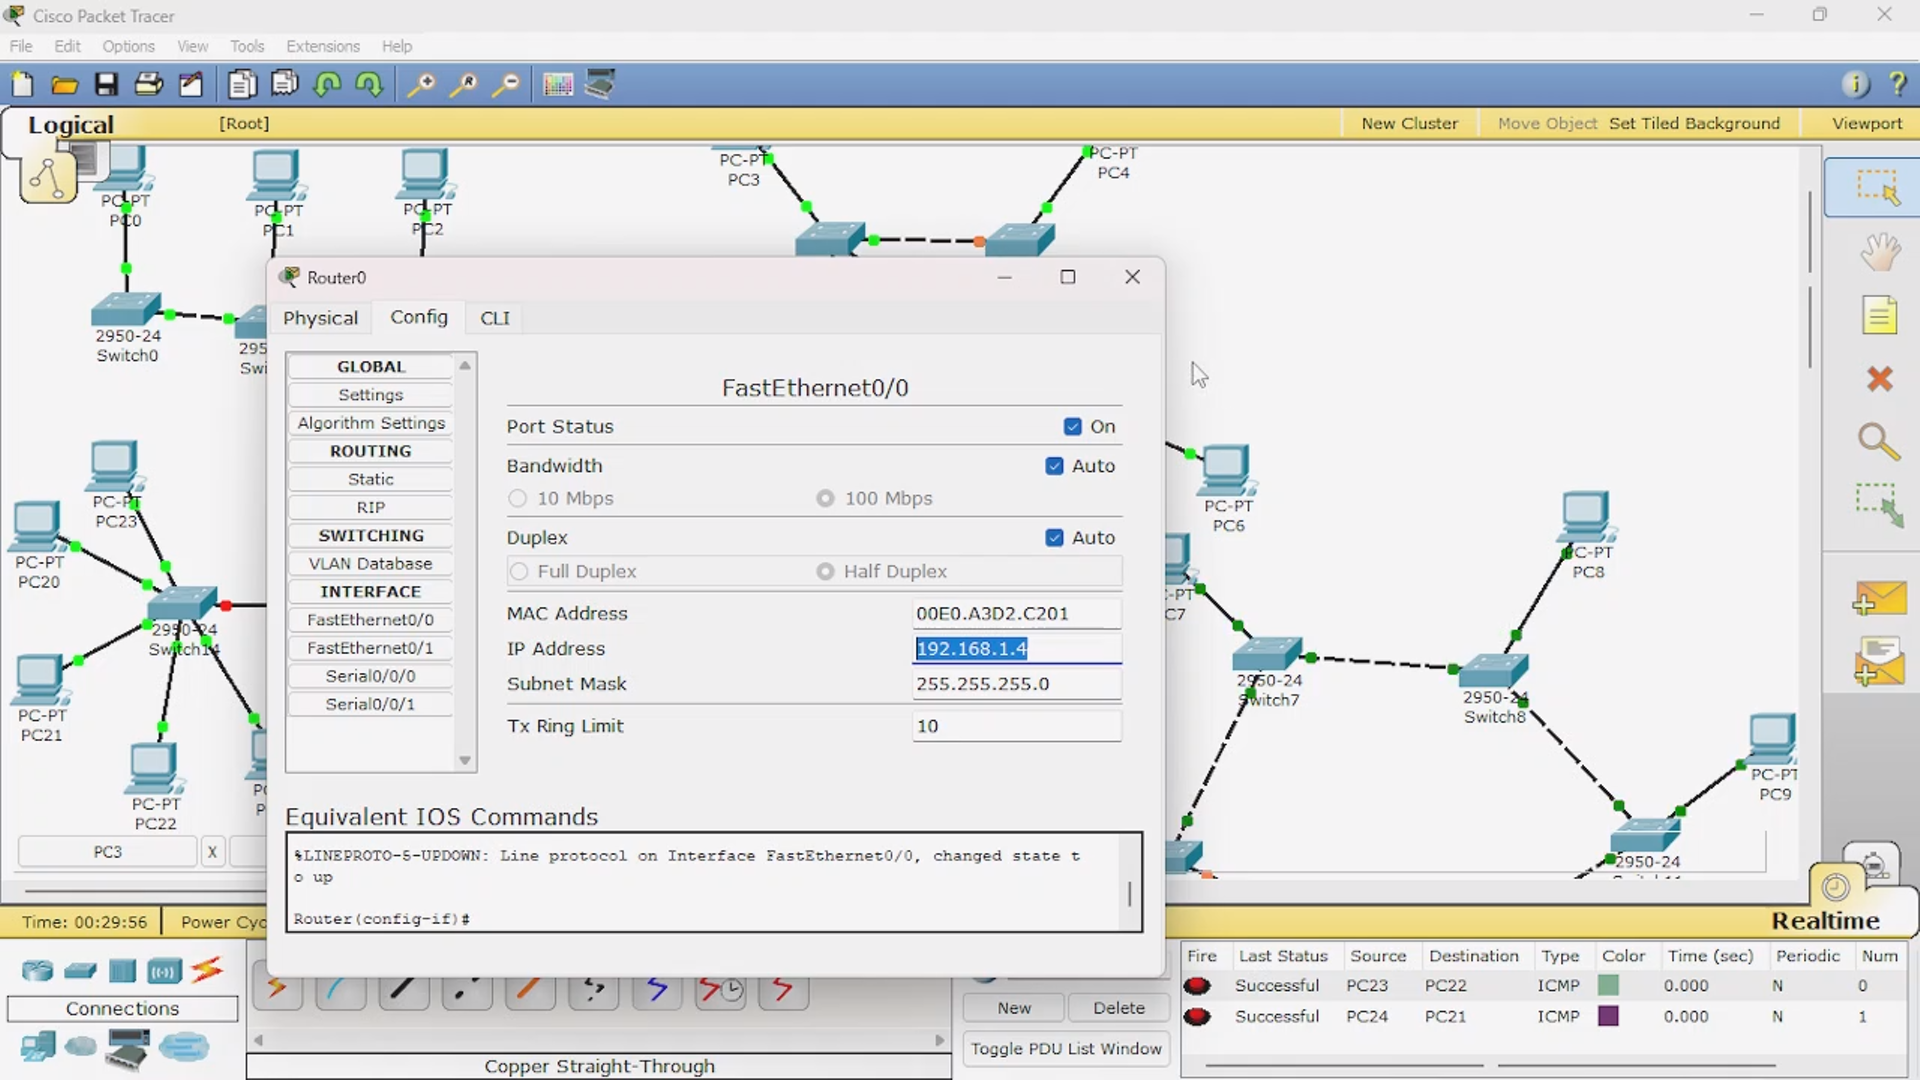 Cisco Packet Tracer
File Edit Options View Tools Extensions Help
Logical [Root] New Cluster Move Object Set Tiled Background Viewport
PC-PT
PC0
PC-PT
PC1
PC-PT
PC2
PC-PT
PC3
PC-PT
PC4
2950-24
Switch0
295
Swi
PC-PT
PC23
PC-PT
PC20
2950-24
Switch14
PC-PT
PC21
PC-PT
PC22
PC
P
Router0
Physical Config CLI
GLOBAL
Settings
Algorithm Settings
ROUTING
Static
RIP
SWITCHING
VLAN Database
INTERFACE
FastEthernet0/0
FastEthernet0/1
Serial0/0/0
Serial0/0/1
FastEthernet0/0
Port Status On
Bandwidth Auto
10 Mbps 100 Mbps
Duplex Auto
Full Duplex Half Duplex
MAC Address 00E0.A3D2.C201
IP Address 192.168.1.4
Subnet Mask 255.255.255.0
Tx Ring Limit 10
Equivalent IOS Commands
%LINEPROTO-5-UPDOWN: Line protocol on Interface FastEthernet0/0, changed state t
o up
Router(config-if)#
PC-PT
PC6
-PT
C7
PC-PT
PC8
2950-24
Switch7
2950-24
Switch8
PC-PT
PC9
2950-24
PC3 X
Time: 00:29:56 Power Cyc
Realtime
Connections
Copper Straight-Through
New Delete
Toggle PDU List Window
Fire Last Status Source Destination Type Color Time (sec) Periodic Num
Successful PC23 PC22 ICMP 0.000 N 0
Successful PC24 PC21 ICMP 0.000 N 1